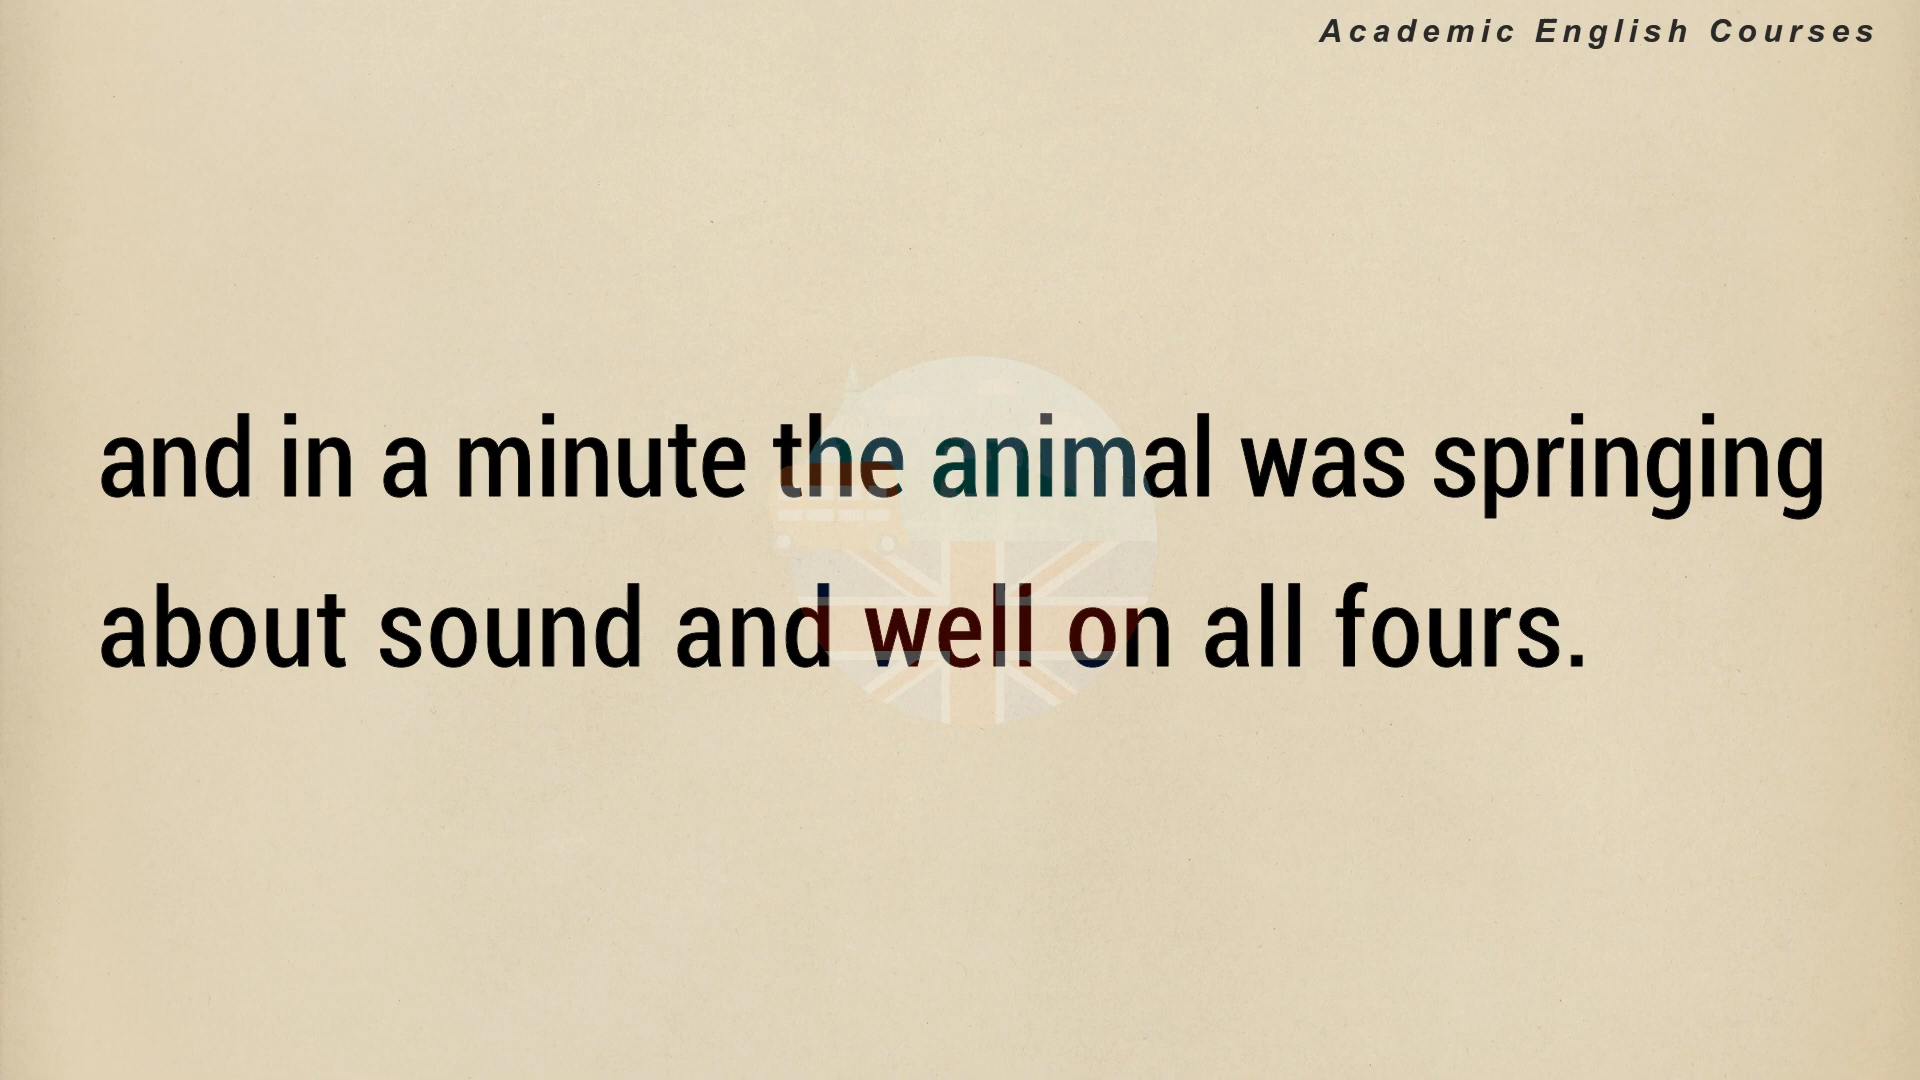 Academic English Courses
and in a minute the animal was springing
about sound and well on all fours.